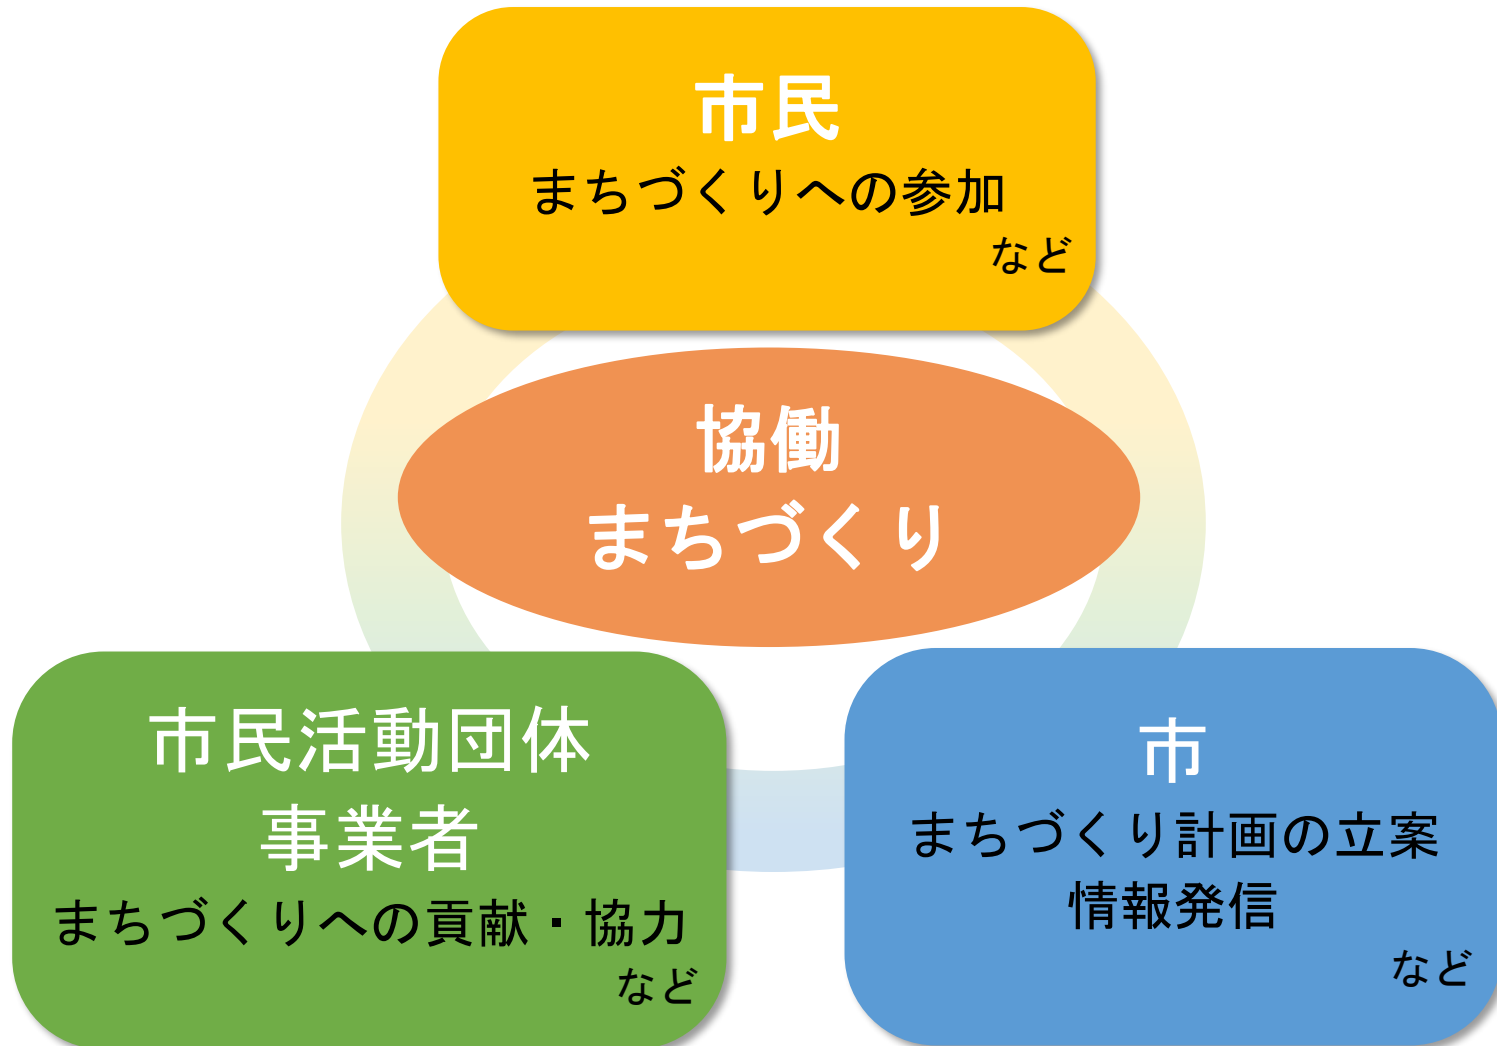 市民
まちづくりへの参加
など
協働
まちづくり
市民活動団体
事業者
まちづくりへの貢献・協力
など
市
まちづくり計画の立案
情報発信
など